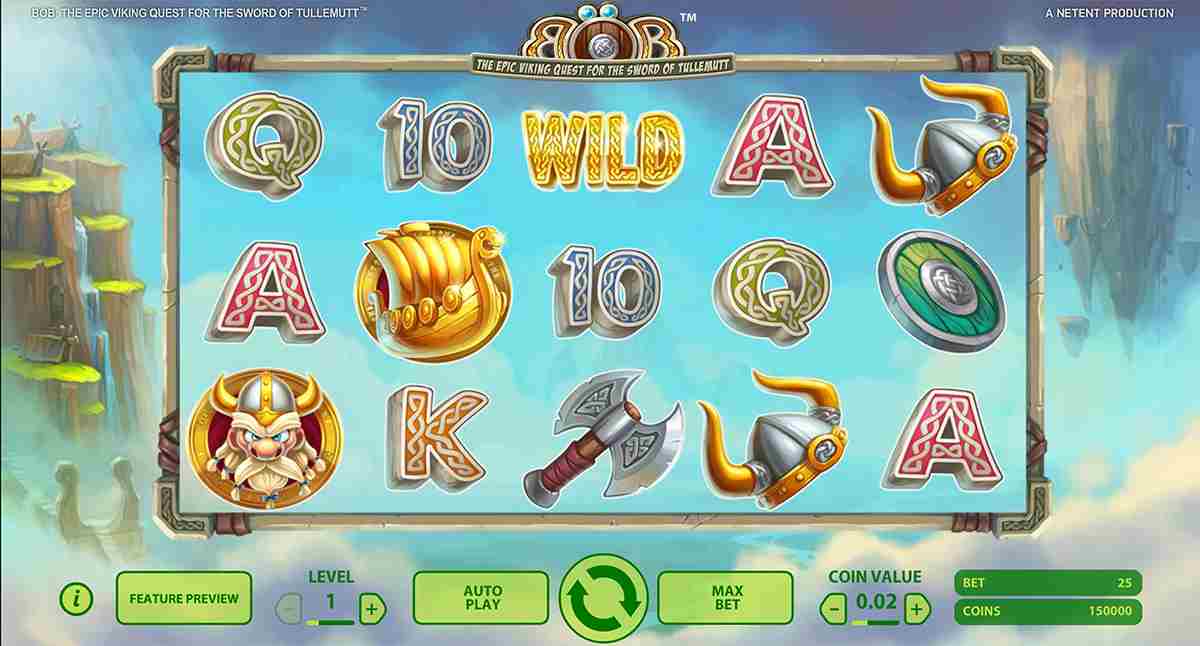 BOB: THE EPIC VIKING QUEST FOR THE SWORD OF TULLEMUTT™
A NETENT PRODUCTION
BÖB ™
THE EPIC VIKING QUEST FOR THE SWORD OF TULLEMUTT
Q 10 WILD A
A 10 Q
K A
i
FEATURE PREVIEW
LEVEL
- 1 +
AUTO
PLAY
MAX
BET
COIN VALUE
- 0.02 +
BET 25
COINS 150000